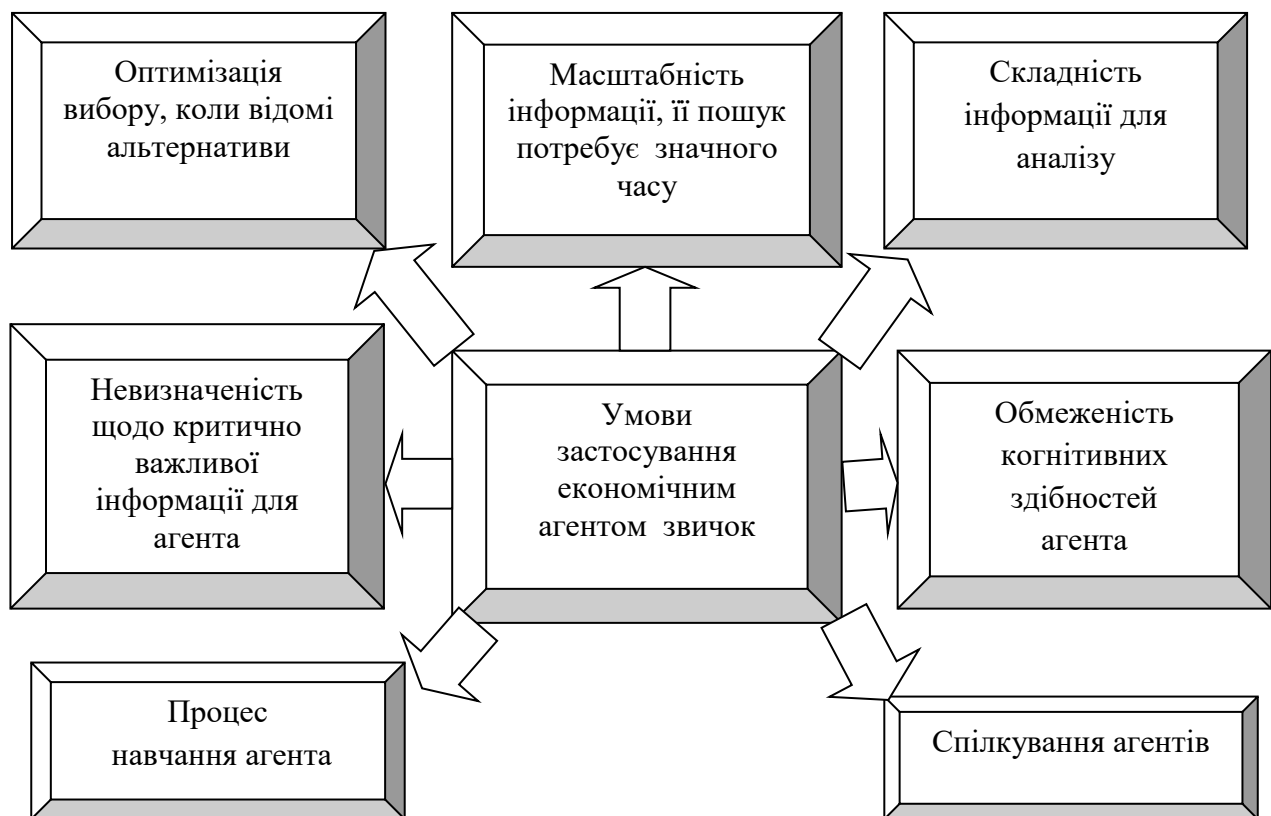 Оптимізація
вибору, коли відомі
альтернативи
Масштабність
інформації, її пошук
потребує значного
часу
Складність
інформації для
аналізу
Невизначеність
щодо критично
важливої
інформації для
агента
Умови
застосування
економічним
агентом звичок
Обмеженість
когнітивних
здібностей
агента
Процес
навчання агента
Спілкування агентів